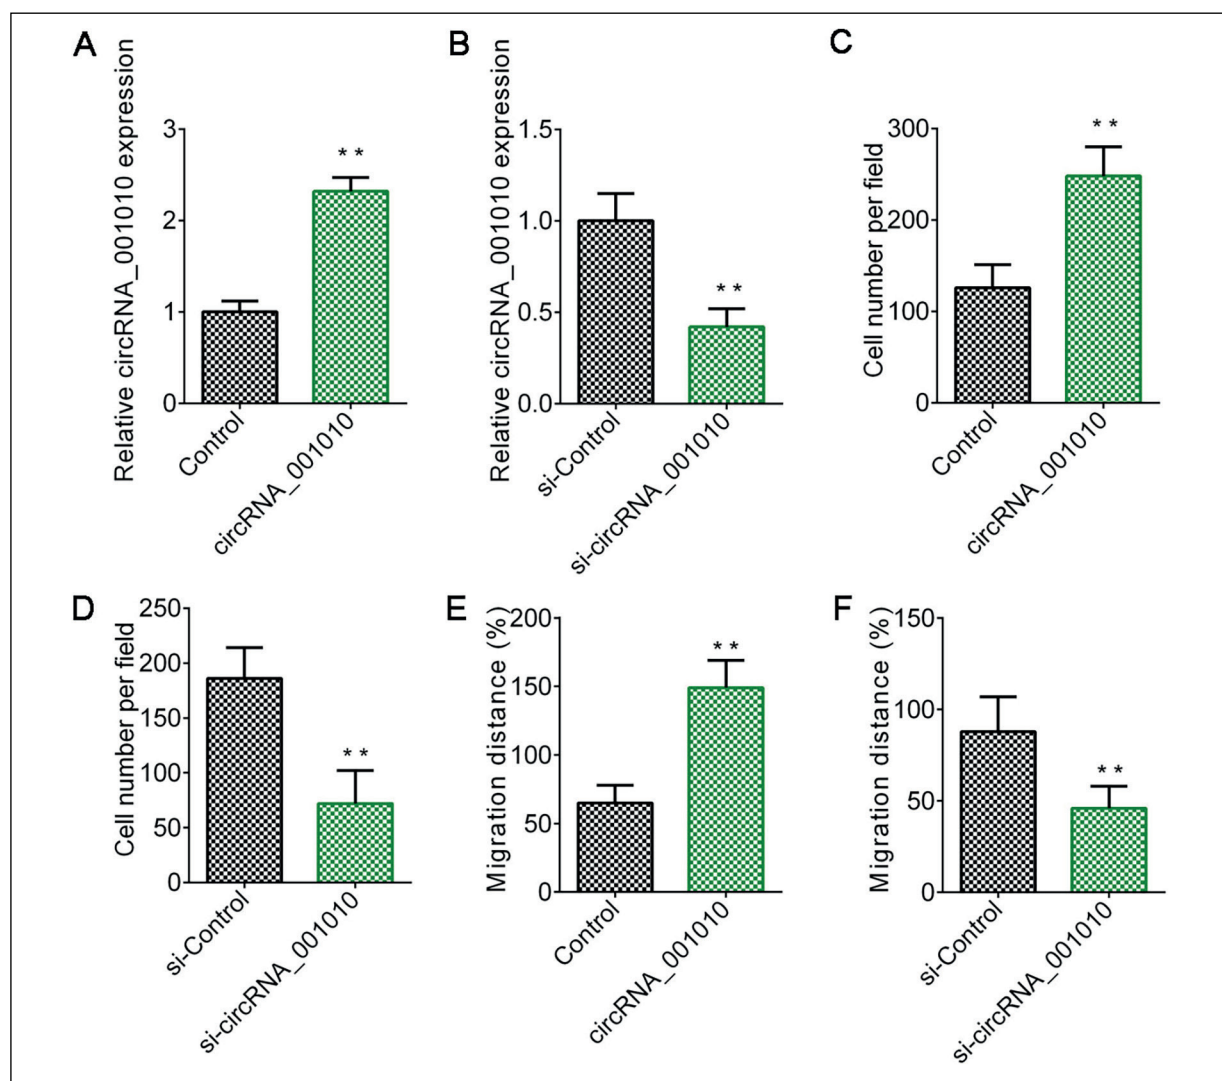 A
Relative circRNA_001010 expression
3
2
1
0
* *
Control
circRNA_001010
B
Relative circRNA_001010 expression
1.5
1.0
0.5
0.0
* *
si-Control
si-circRNA_001010
C
Cell number per field
300
200
100
0
* *
Control
circRNA_001010
D
Cell number per field
250
200
150
100
50
0
* *
si-Control
si-circRNA_001010
E
Migration distance (%)
200
150
100
50
0
* *
Control
circRNA_001010
F
Migration distance (%)
150
100
50
0
* *
si-Control
si-circRNA_001010